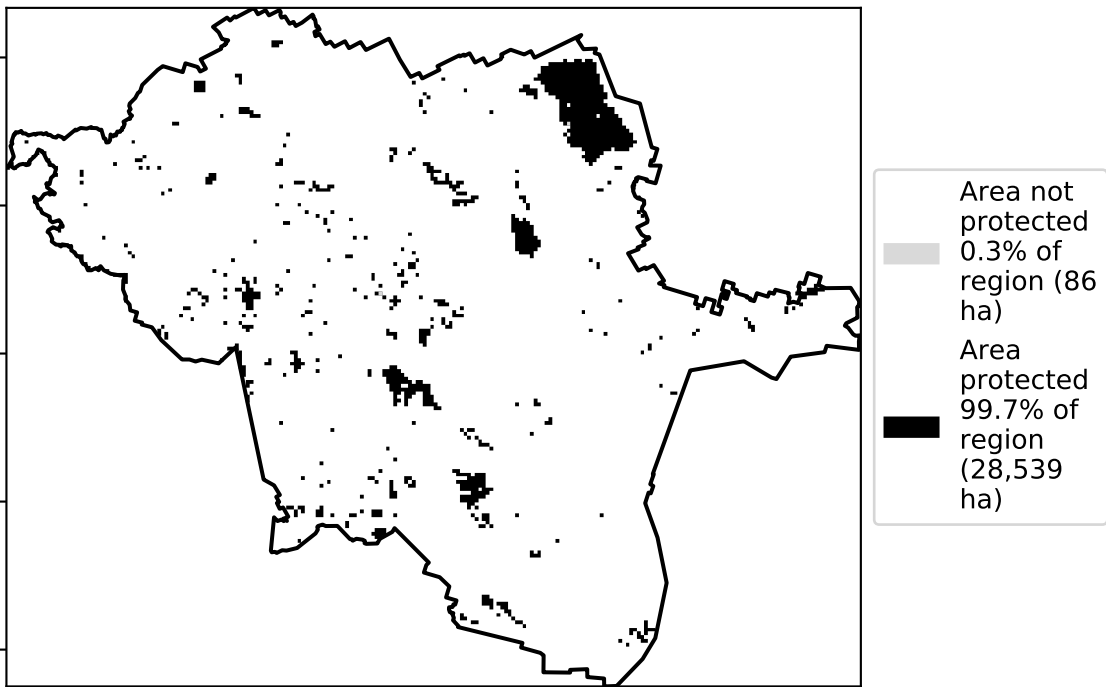 Area not
protected
0.3% of
region (86
ha)
Area
protected
99.7% of
region
(28,539
ha)